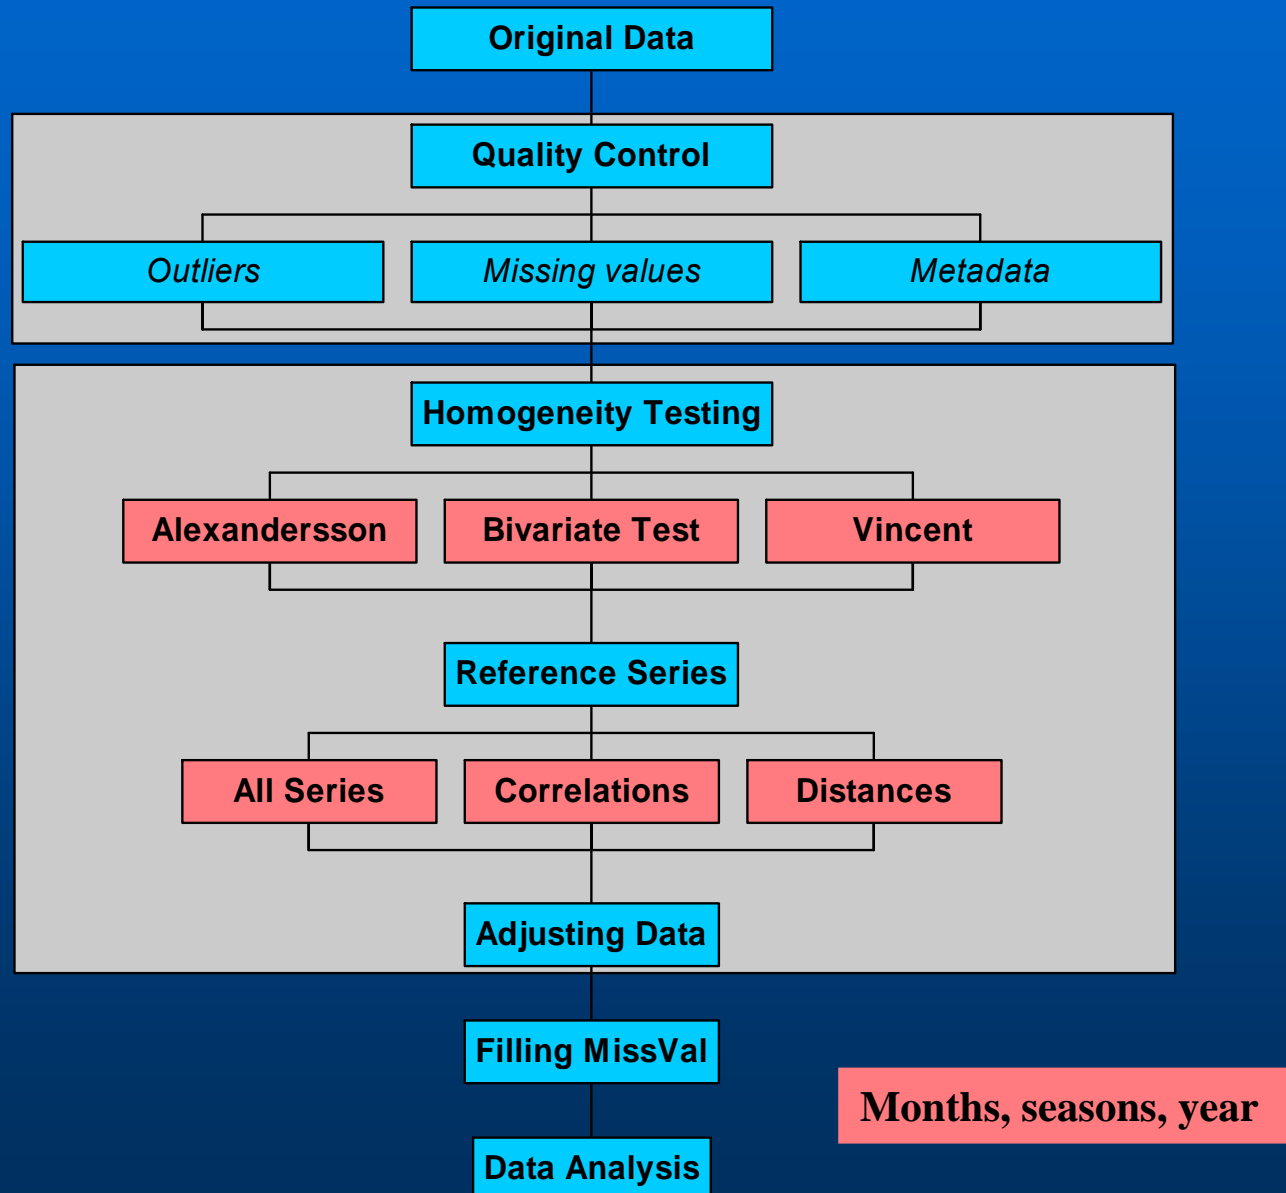 Original Data
Quality Control
Outliers
Missing values
Metadata
Homogeneity Testing
Alexandersson
Bivariate Test
Vincent
Reference Series
All Series
Correlations
Distances
Adjusting Data
Filling MissVal
Months, seasons, year
Data Analysis